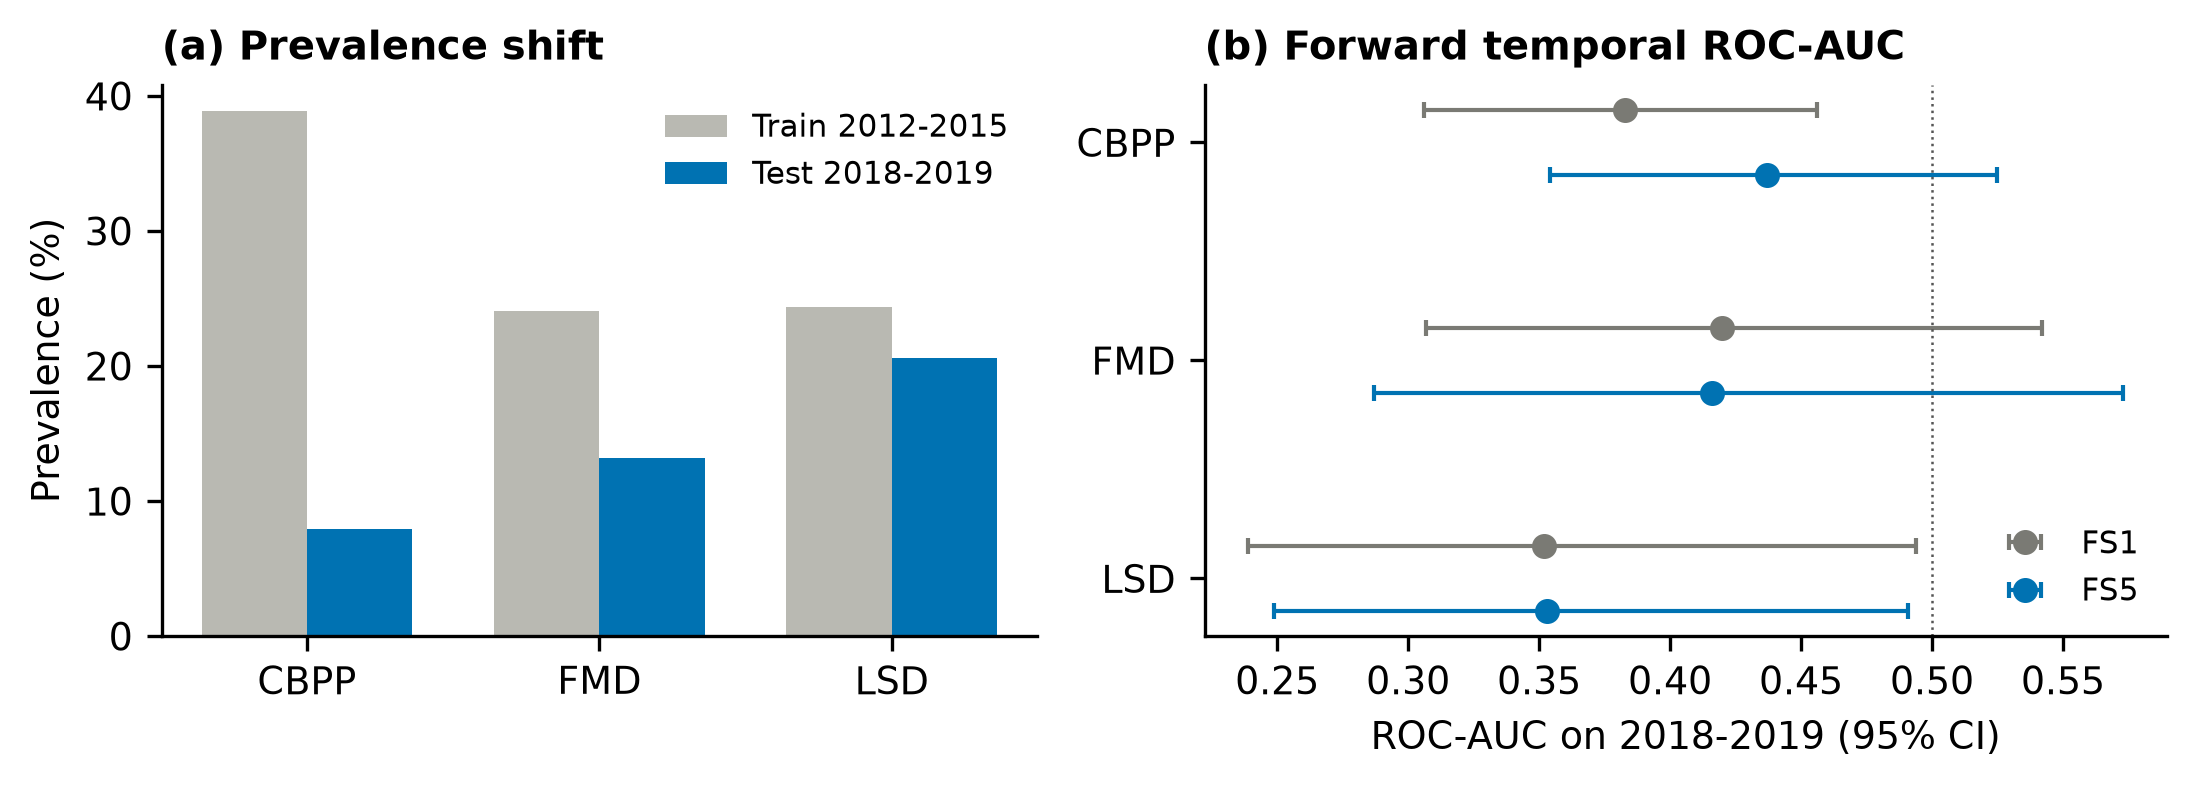 (a) Prevalence shift
Prevalence (%)
40
30
20
10
0
Train 2012-2015
Test 2018-2019
CBPP FMD LSD
(b) Forward temporal ROC-AUC
CBPP
FMD
LSD
FS1
FS5
0.25 0.30 0.35 0.40 0.45 0.50 0.55
ROC-AUC on 2018-2019 (95% CI)